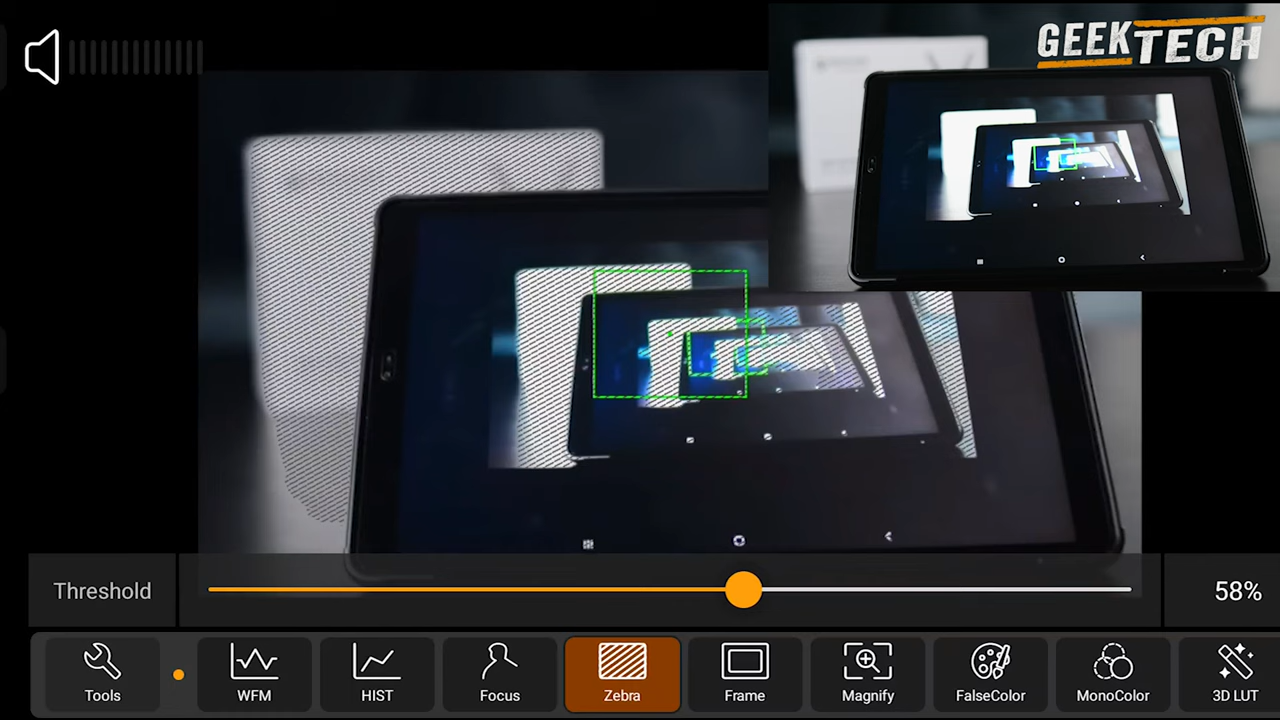 GEEKTECH
Threshold
58%
Tools
WFM
HIST
Focus
Zebra
Frame
Magnify
FalseColor
MonoColor
3D LUT